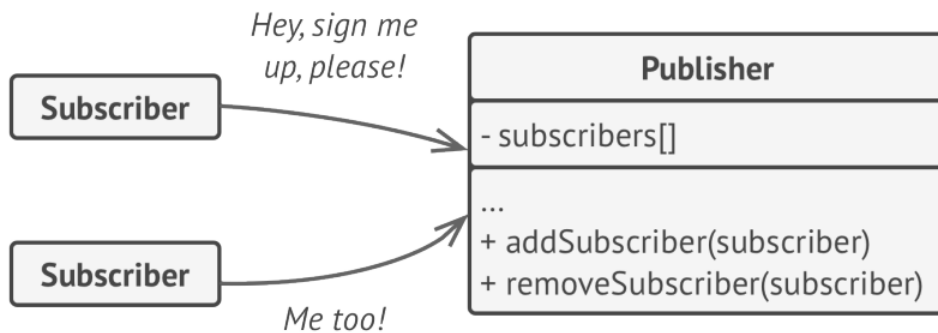 Hey, sign me
up, please!
Subscriber
Subscriber
Me too!
Publisher
- subscribers[]
...
+ addSubscriber(subscriber)
+ removeSubscriber(subscriber)